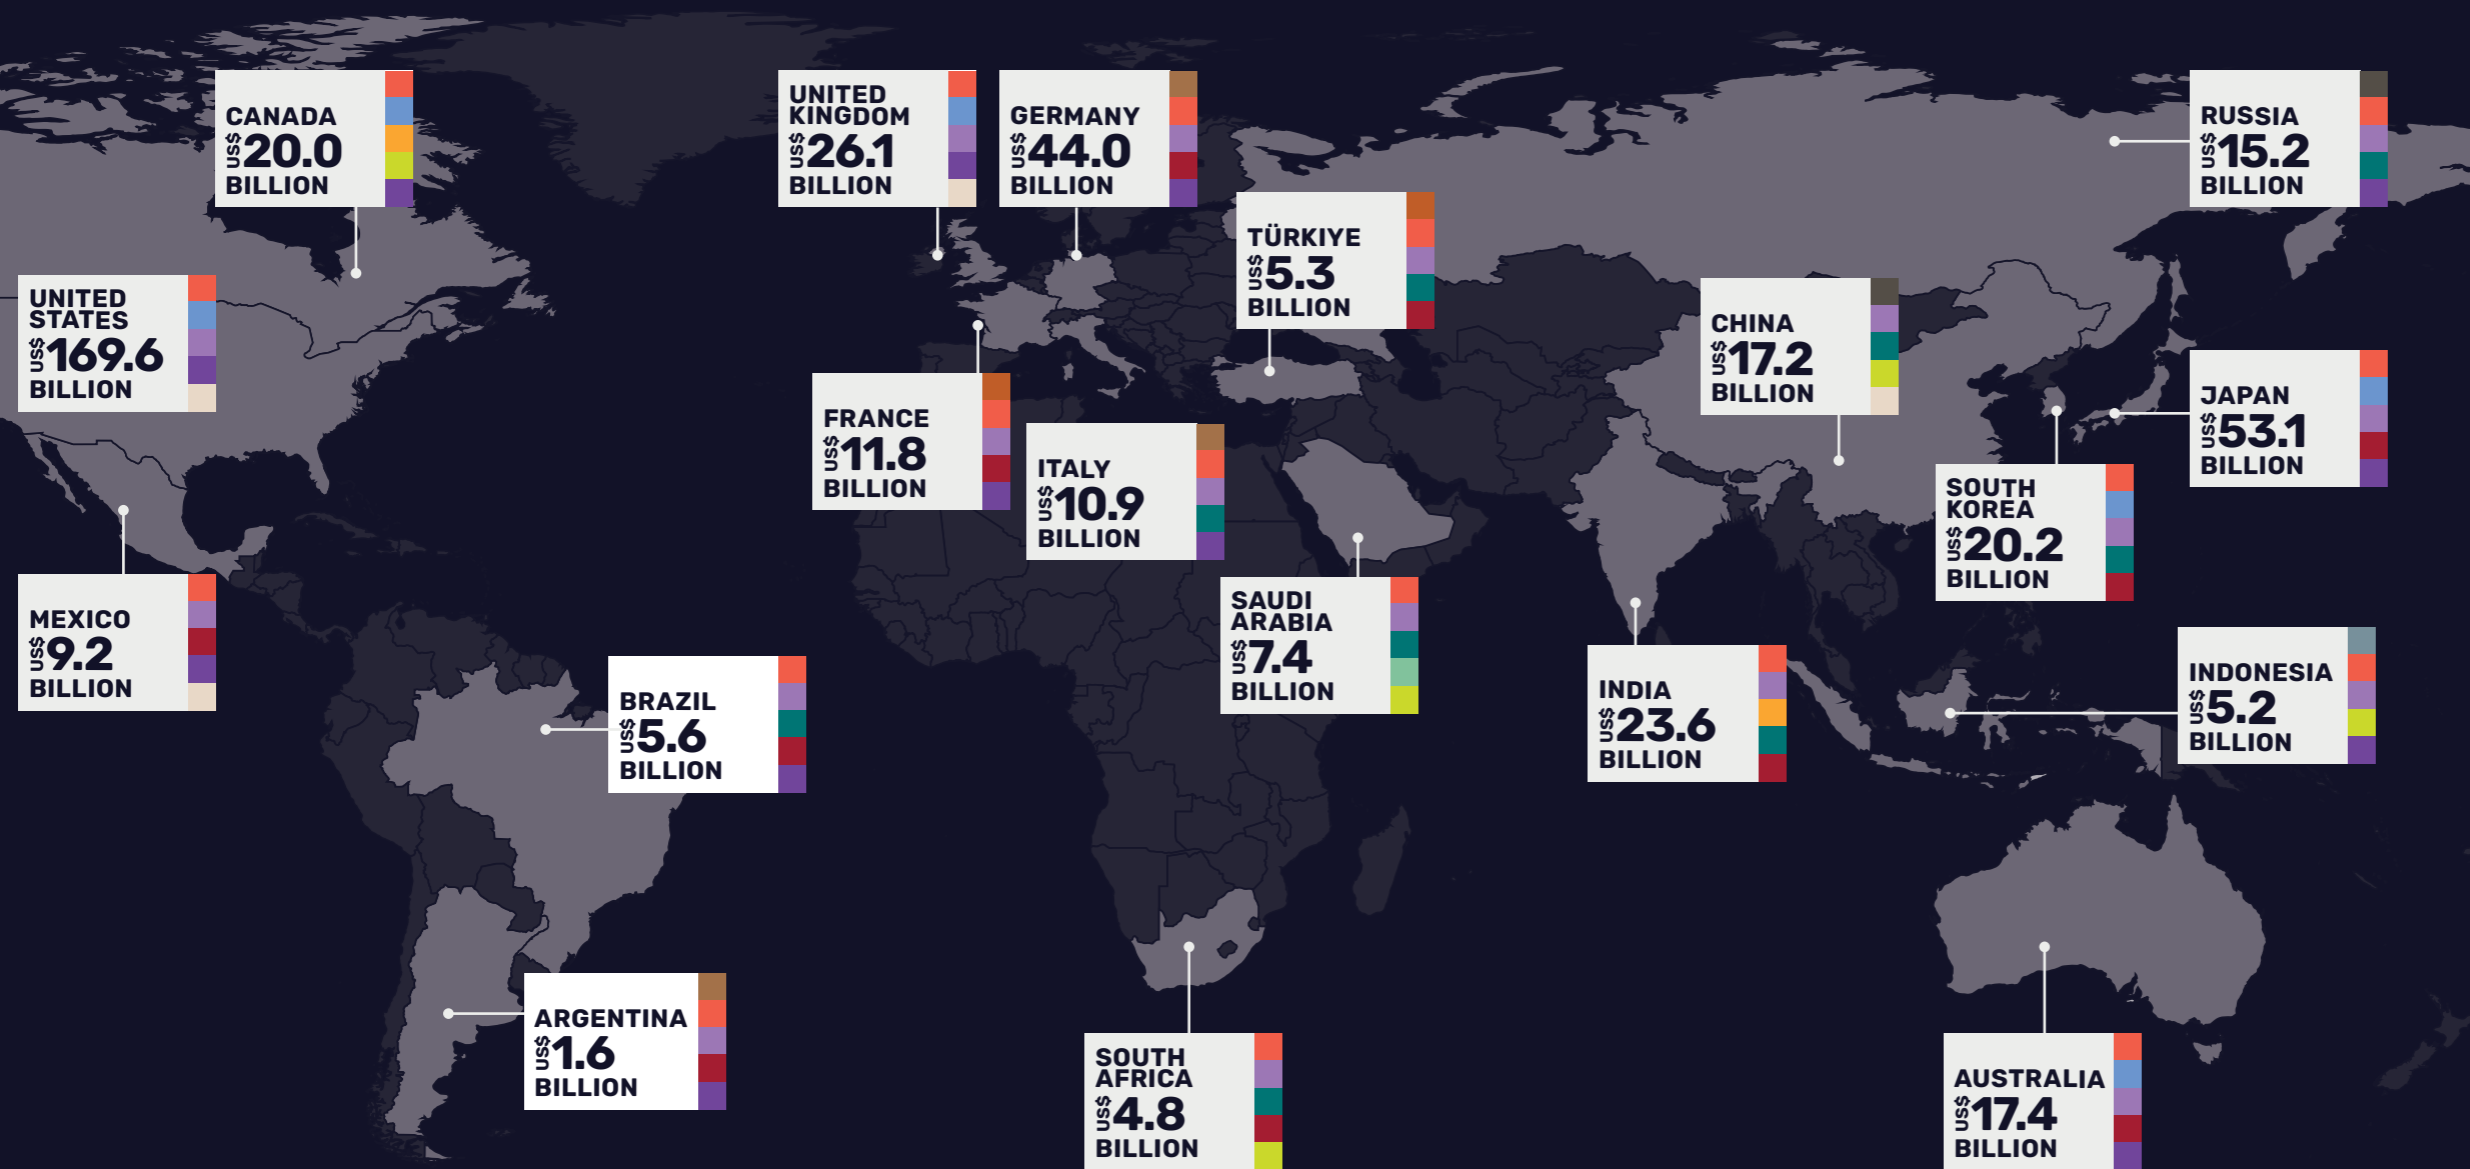 CANADA
US$20.0
BILLION
UNITED
KINGDOM
US$26.1
BILLION
GERMANY
US$44.0
BILLION
RUSSIA
US$15.2
BILLION
TÜRKIYE
US$5.3
BILLION
UNITED
STATES
US$169.6
BILLION
CHINA
US$17.2
BILLION
JAPAN
US$53.1
BILLION
FRANCE
US$11.8
BILLION
ITALY
US$10.9
BILLION
SOUTH
KOREA
US$20.2
BILLION
MEXICO
US$9.2
BILLION
SAUDI
ARABIA
US$7.4
BILLION
BRAZIL
US$5.6
BILLION
INDIA
US$23.6
BILLION
INDONESIA
US$5.2
BILLION
ARGENTINA
US$1.6
BILLION
SOUTH
AFRICA
US$4.8
BILLION
AUSTRALIA
US$17.4
BILLION